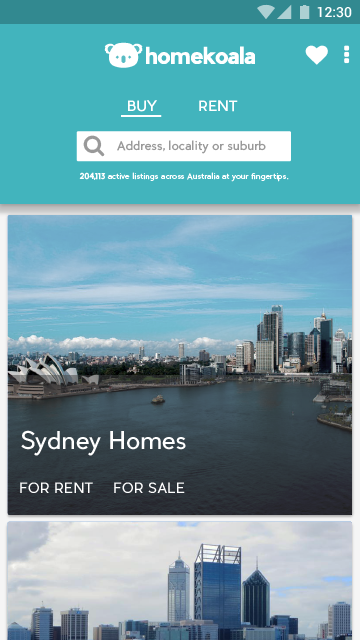 12:30
homekoala
BUY RENT
Address, locality or suburb
204,113 active listings across Australia at your fingertips.
Sydney Homes
FOR RENT FOR SALE